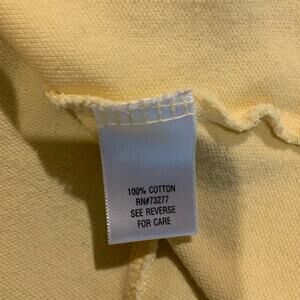 100% COTTON
RN#73277
SEE REVERSE
FOR CARE